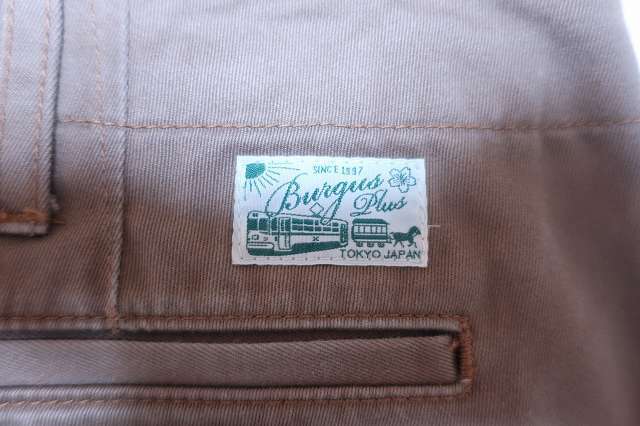 SINCE 1997
Burgus
Plus
TOKYO JAPAN